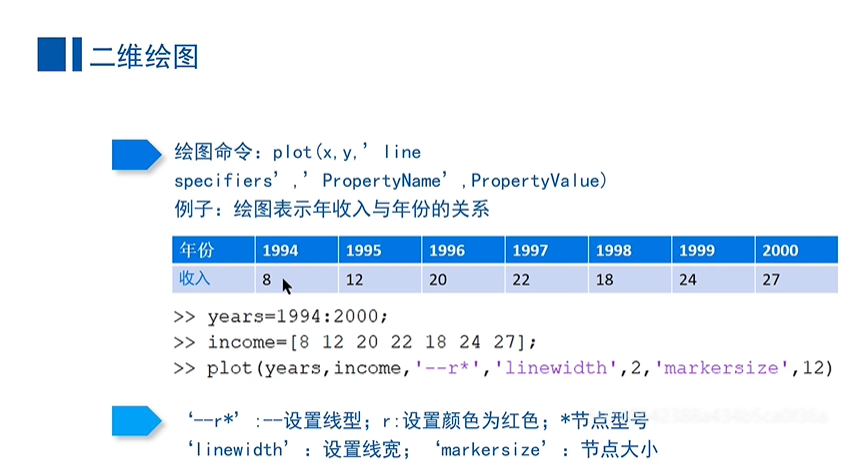 二维绘图
绘图命令：plot(x,y,’ line
specifiers’,’ PropertyName’ ,PropertyValue)
例子：绘图表示年收入与年份的关系
年份 1994 1995 1996 1997 1998 1999 2000
收入 8 12 20 22 18 24 27
>> years=1994:2000;
>> income=[8 12 20 22 18 24 27];
>> plot(years,income,'--r*','linewidth',2,'markersize',12)
‘--r*’:--设置线型；r:设置颜色为红色；*节点型号
‘linewidth’：设置线宽；‘markersize’：节点大小